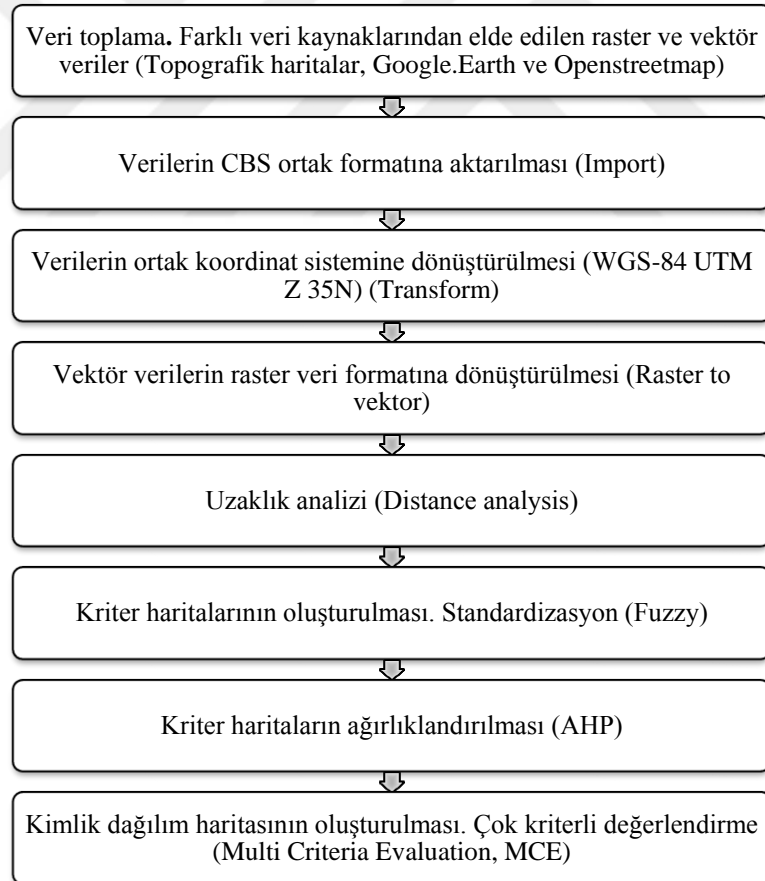 Veri toplama. Farklı veri kaynaklarından elde edilen raster ve vektör
veriler (Topografik haritalar, Google.Earth ve Openstreetmap)
Verilerin CBS ortak formatına aktarılması (Import)
Verilerin ortak koordinat sistemine dönüştürülmesi (WGS-84 UTM
Z 35N) (Transform)
Vektör verilerin raster veri formatına dönüştürülmesi (Raster to
vektor)
Uzaklık analizi (Distance analysis)
Kriter haritalarının oluşturulması. Standardizasyon (Fuzzy)
Kriter haritaların ağırlıklandırılması (AHP)
Kimlik dağılım haritasının oluşturulması. Çok kriterli değerlendirme
(Multi Criteria Evaluation, MCE)